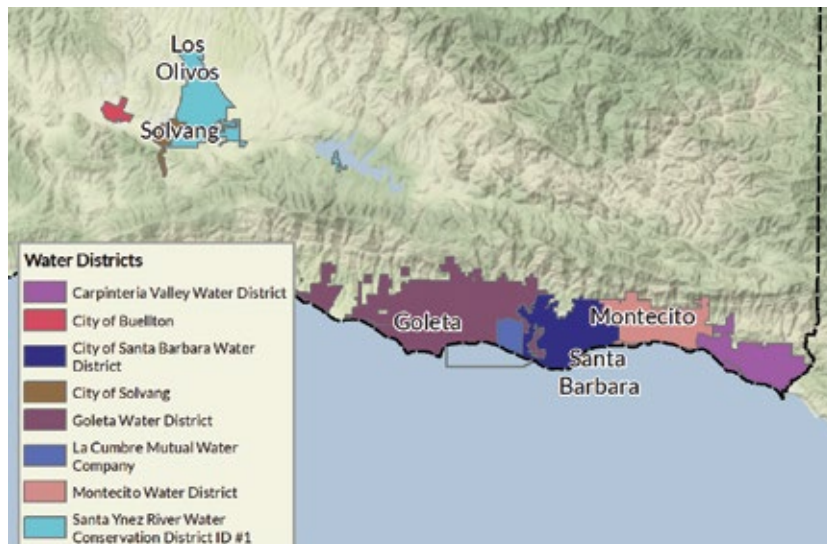 Los
Olivos
Solvang
Goleta
Montecito
Santa
Barbara
Water Districts
Carpinteria Valley Water District
City of Buellton
City of Santa Barbara Water
District
City of Solvang
Goleta Water District
La Cumbre Mutual Water
Company
Montecito Water District
Santa Ynez River Water
Conservation District ID #1